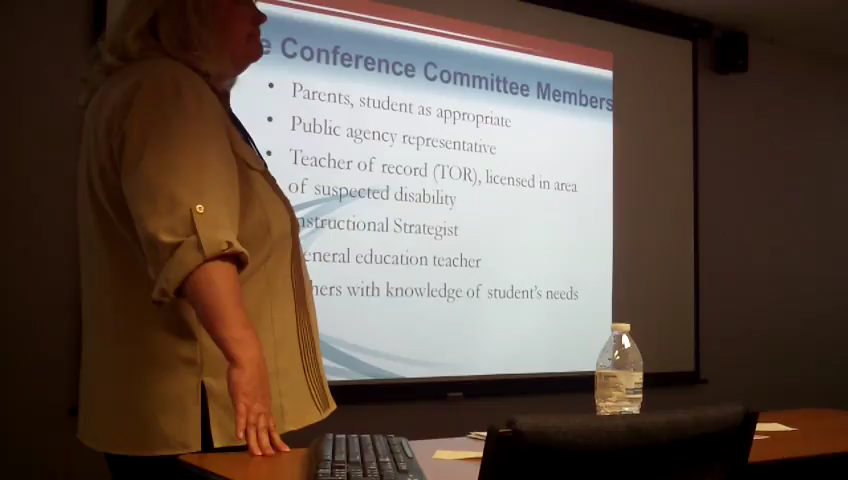 e Conference Committee Members
• Parents, student as appropriate
• Public agency representative
• Teacher of record (TOR), licensed in area
of suspected disability
nstructional Strategist
eneral education teacher
hers with knowledge of student's needs